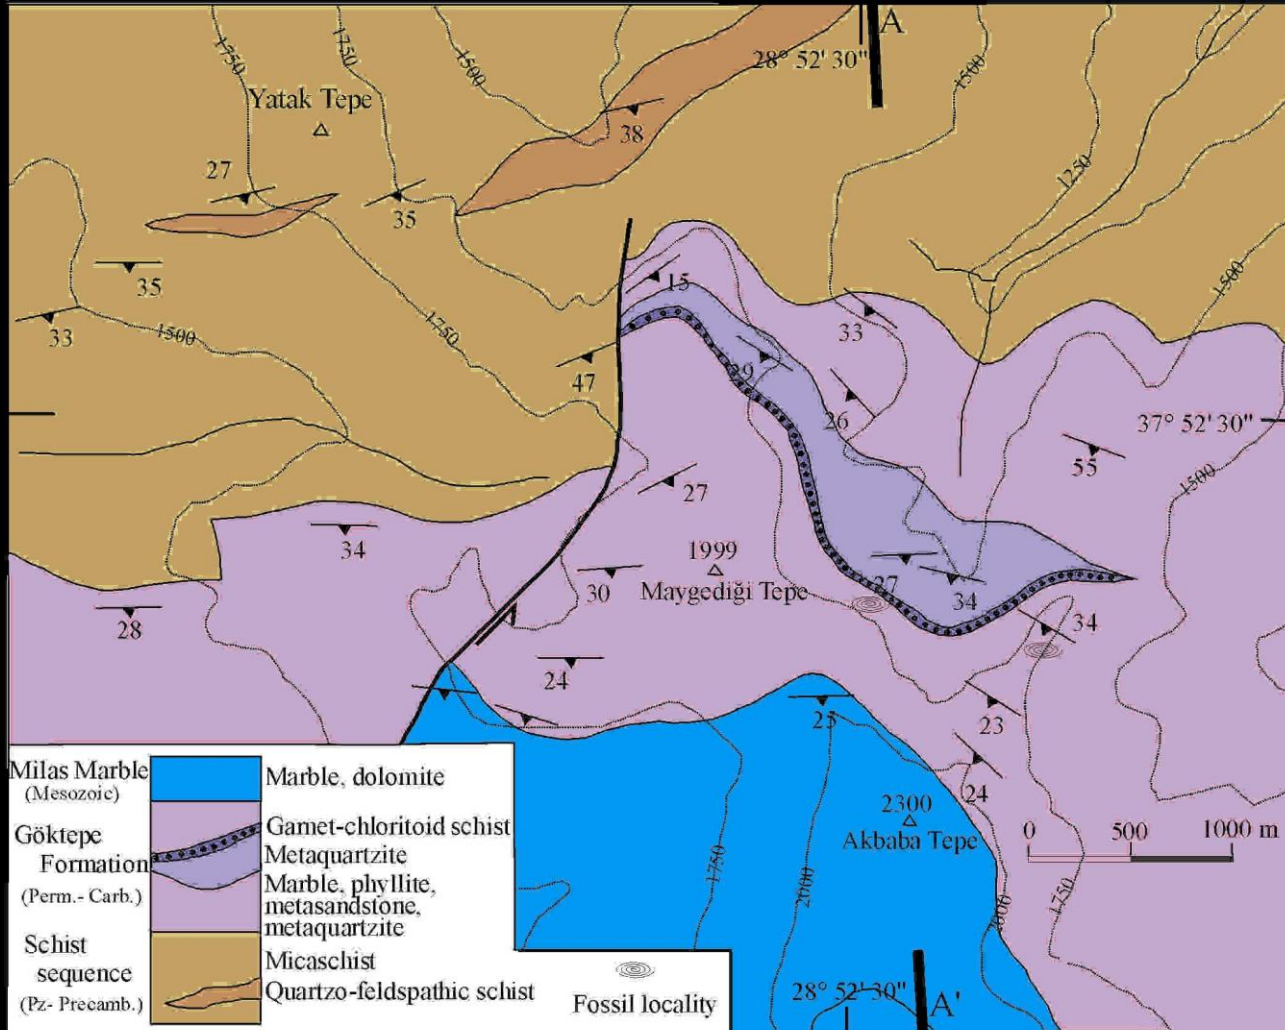 A
28° 52' 30"
1750
1750
1500
1500
Yatak Tepe
38
1250
27
35
35
1500
33
1500
1750
15
33
47
29
26
37° 52' 30"
55
1500
27
34
1999
Maygediği Tepe
30
27
34
28
34
24
25
23
24
2300
Akbaba Tepe
0 500 1000 m
1750
2000
2000
1750
Milas Marble
(Mesozoic)
Marble, dolomite
Göktepe
Formation
(Perm.- Carb.)
Garnet-chloritoid schist
Metaquartzite
Marble, phyllite,
metasandstone,
metaquartzite
Schist
sequence
(Pz- Precamb.)
Micaschist
Quartzo-feldspathic schist
Fossil locality
28° 52' 30"
A'